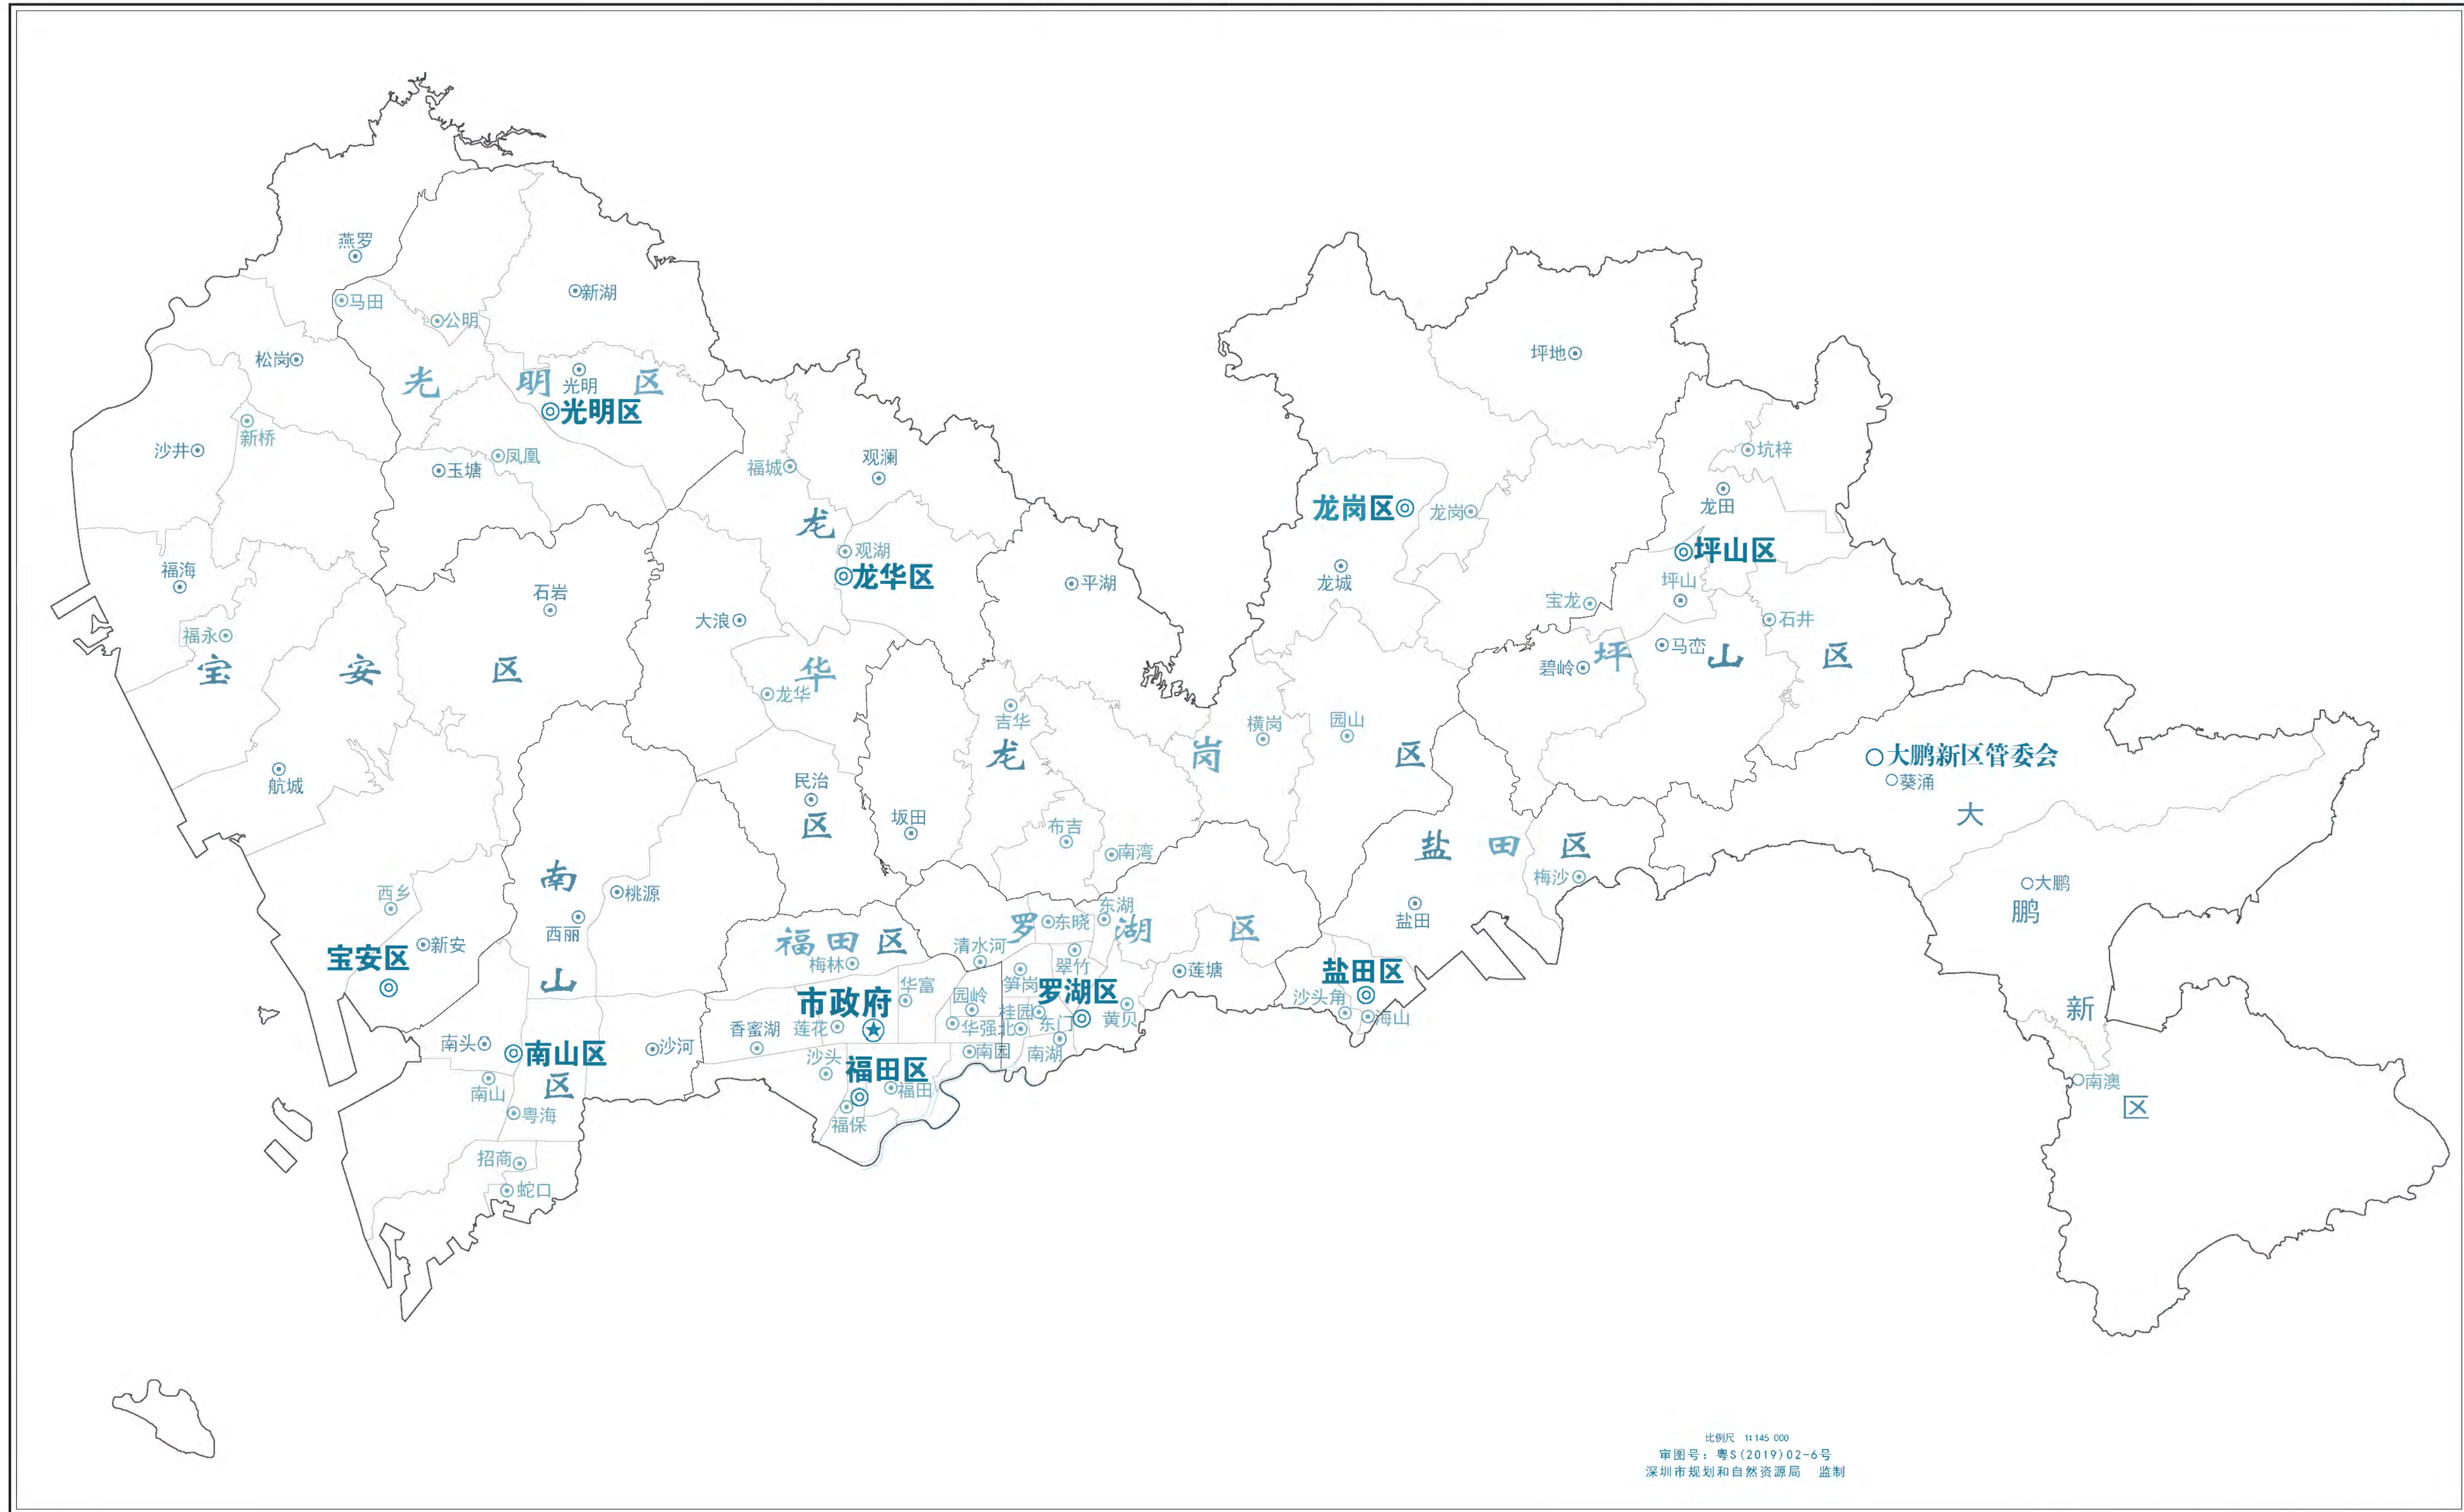 燕罗
马田
新湖
公明
松岗
光明区
光明
光明区
新桥
沙井
玉塘
凤凰
福城
观澜
坪地
坑梓
龙田
龙岗区
龙岗
龙华区
观湖
龙华区
坪山区
坪山
福海
石岩
大浪
平湖
龙城
宝龙
石井
福永
宝安区
龙华
碧岭
马峦
坪山区
吉华
横岗
园山
龙岗区
航城
民治
坂田
布吉
南湾
大鹏新区管委会
葵涌
大鹏新区
盐田区
梅沙
盐田
大鹏
西乡
新安
宝安区
南山区
桃源
西丽
福田区
梅林
罗湖区
东晓
东湖
清水河
翠竹
笋岗
莲塘
盐田区
沙头角
海山
市政府
华富
园岭
罗湖区
桂园
黄贝
香蜜湖
莲花
华强北
东门
南头
南山区
沙河
沙头
福田区
南园
南湖
南山
粤海
福田
福保
南澳
招商
蛇口
比例尺 1:145 000
审图号：粤S(2019)02-6号
深圳市规划和自然资源局 监制